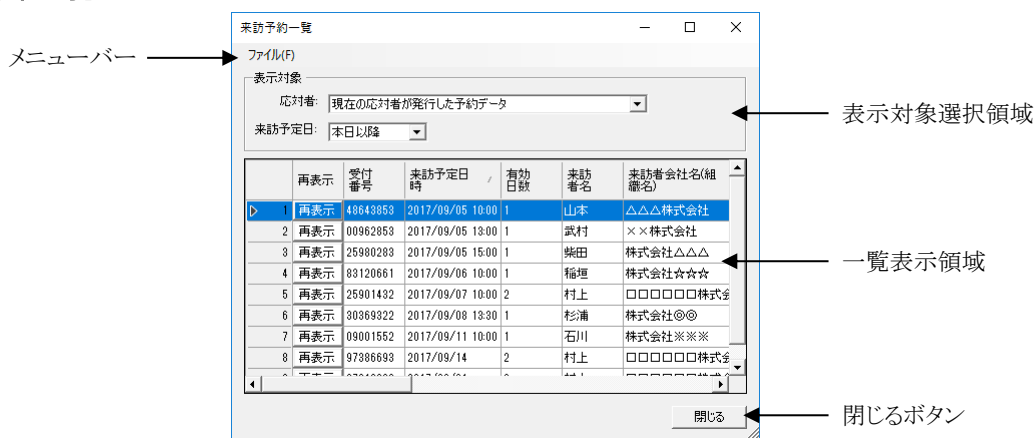 来訪予約一覧
メニューバー
ファイル(F)
表示対象
応対者: 現在の応対者が発行した予約データ
表示対象選択領域
来訪予定日: 本日以降
再表示 受付番号 来訪予定日時 有効日数 来訪者名 来訪者会社名(組織名)
1 再表示 48643853 2017/09/05 10:00 1 山本 △△△株式会社
2 再表示 00962853 2017/09/05 13:00 1 武村 ××株式会社
3 再表示 25980283 2017/09/05 15:00 1 柴田 株式会社△△△
一覧表示領域
4 再表示 83120661 2017/09/06 10:00 1 稲垣 株式会社☆☆☆
5 再表示 25901432 2017/09/07 10:00 2 村上 □□□□□□株式会
6 再表示 30369322 2017/09/08 13:30 1 杉浦 株式会社◎◎
7 再表示 09001552 2017/09/11 10:00 1 石川 株式会社※※※
8 再表示 97386693 2017/09/14 2 村上 □□□□□□株式会
閉じる
閉じるボタン